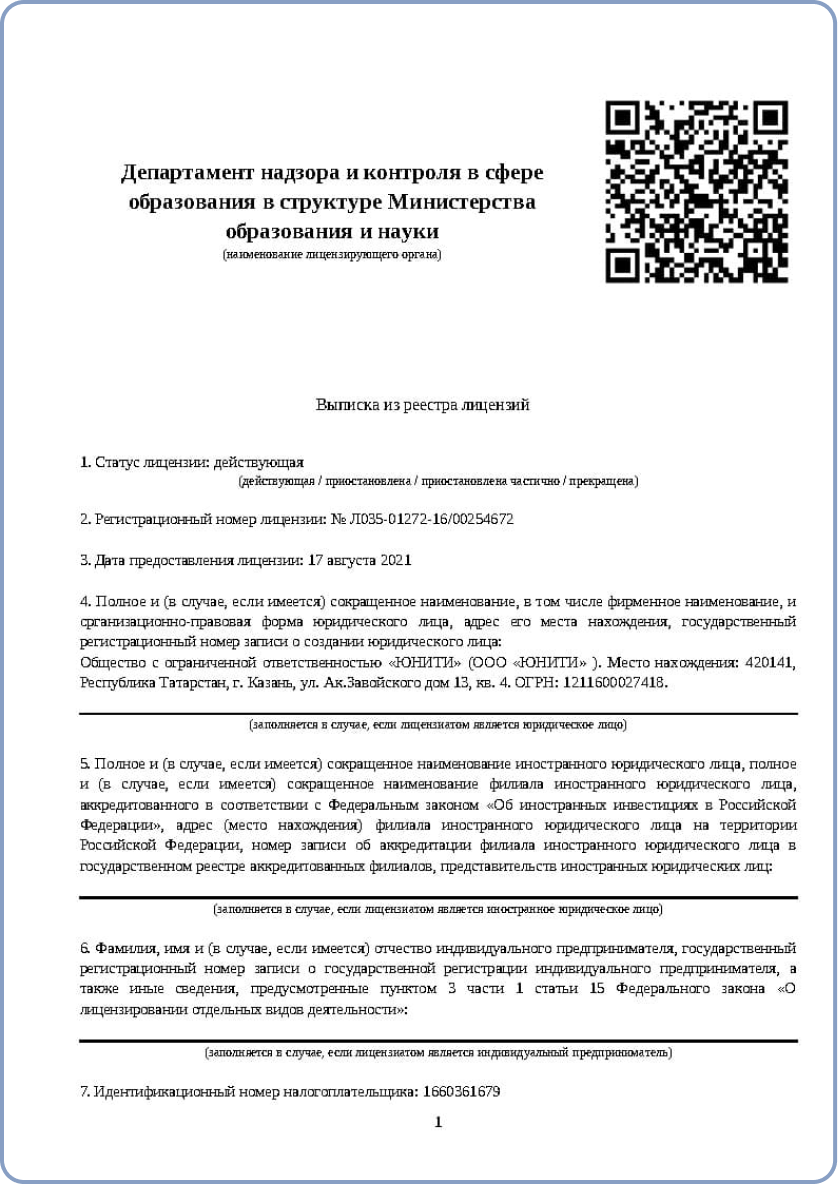 Департамент надзора и контроля в сфере
образования в структуре Министерства
образования и науки
(наименование лицензирующего органа)
Выписка из реестра лицензий
1. Статус лицензии: действующая
(действующая / приостановлена / приостановлена частично / прекращена)
2. Регистрационный номер лицензии: № Л035-01272-16/00254672
3. Дата предоставления лицензии: 17 августа 2021
4. Полное и (в случае, если имеется) сокращенное наименование, в том числе фирменное наименование, и
организационно-правовая форма юридического лица, адрес его места нахождения, государственный
регистрационный номер записи о создании юридического лица:
Общество с ограниченной ответственностью «ЮНИТИ» (ООО «ЮНИТИ» ). Место нахождения: 420141,
Республика Татарстан, г. Казань, ул. Ак.Завойского дом 13, кв. 4. ОГРН: 1211600027418.
(заполняется в случае, если лицензиатом является юридическое лицо)
5. Полное и (в случае, если имеется) сокращенное наименование иностранного юридического лица, полное
и (в случае, если имеется) сокращенное наименование филиала иностранного юридического лица,
аккредитованного в соответствии с Федеральным законом «Об иностранных инвестициях в Российской
Федерации», адрес (место нахождения) филиала иностранного юридического лица на территории
Российской Федерации, номер записи об аккредитации филиала иностранного юридического лица в
государственном реестре аккредитованных филиалов, представительств иностранных юридических лиц:
(заполняется в случае, если лицензиатом является иностранное юридическое лицо)
6. Фамилия, имя и (в случае, если имеется) отчество индивидуального предпринимателя, государственный
регистрационный номер записи о государственной регистрации индивидуального предпринимателя, а
также иные сведения, предусмотренные пунктом 3 части 1 статьи 15 Федерального закона «О
лицензировании отдельных видов деятельности»:
(заполняется в случае, если лицензиатом является индивидуальный предприниматель)
7. Идентификационный номер налогоплательщика: 1660361679
1